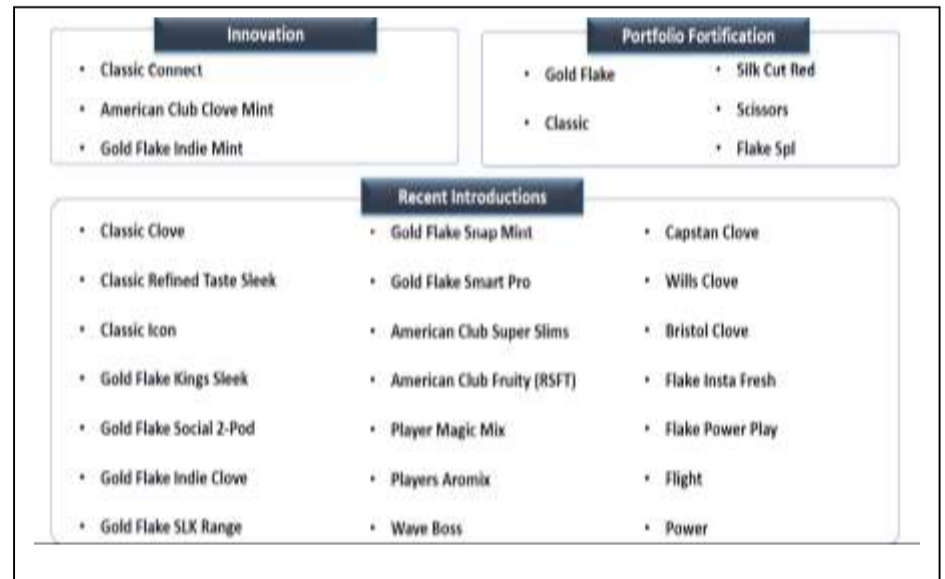 Innovation
• Classic Connect
• American Club Clove Mint
• Gold Flake Indie Mint
Portfolio Fortification
• Gold Flake
• Classic
• Silk Cut Red
• Scissors
• Flake Spl
Recent Introductions
• Classic Clove
• Classic Refined Taste Sleek
• Classic Icon
• Gold Flake Kings Sleek
• Gold Flake Social 2-Pod
• Gold Flake Indie Clove
• Gold Flake SLK Range
• Gold Flake Snap Mint
• Gold Flake Smart Pro
• American Club Super Slims
• American Club Fruity (RSFT)
• Player Magic Mix
• Players Aromix
• Wave Boss
• Capstan Clove
• Wills Clove
• Bristol Clove
• Flake Insta Fresh
• Flake Power Play
• Flight
• Power